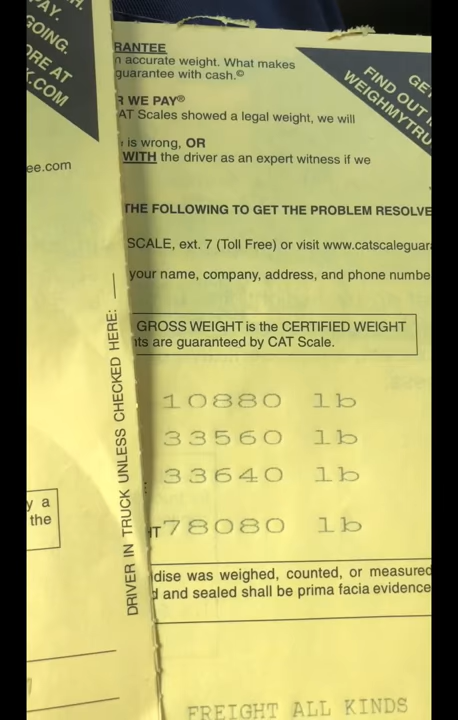 H.
PAY.
GOING.
ORE AT
K.COM
ee.com
DRIVER IN TRUCK UNLESS CHECKED HERE:
y a
the
RANTEE
n accurate weight. What makes
guarantee with cash.©
R WE PAY®
AT Scales showed a legal weight, we will
is wrong, OR
WITH the driver as an expert witness if we
THE FOLLOWING TO GET THE PROBLEM RESOLVE
SCALE, ext. 7 (Toll Free) or visit www.catscaleguar
your name, company, address, and phone numbe
GROSS WEIGHT is the CERTIFIED WEIGHT
ts are guaranteed by CAT Scale.
10880 lb
33560 lb
33640 lb
HT 78080 lb
dise was weighed, counted, or measured
d and sealed shall be prima facia evidence
FREIGHT ALL KINDS
GET
FIND OUT
WEIGHMYTRU